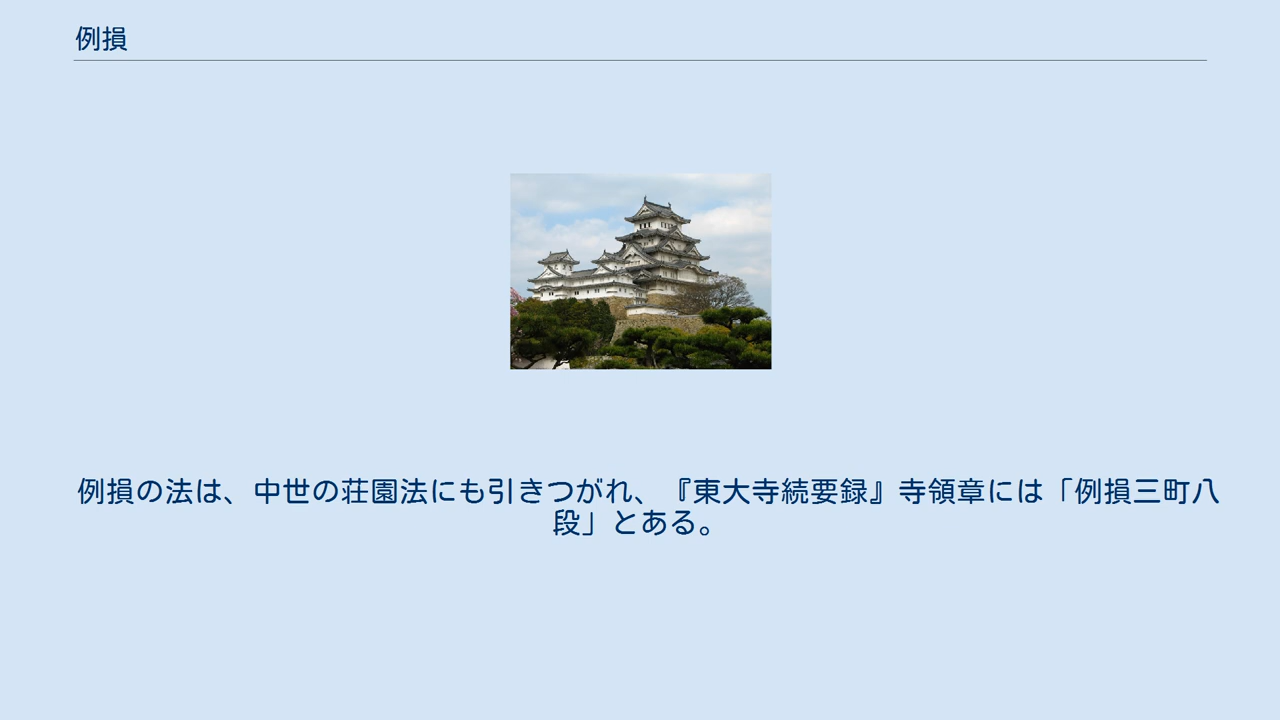 例損
例損の法は、中世の荘園法にも引きつがれ、『東大寺続要録』寺領章には「例損三町八
段」とある。